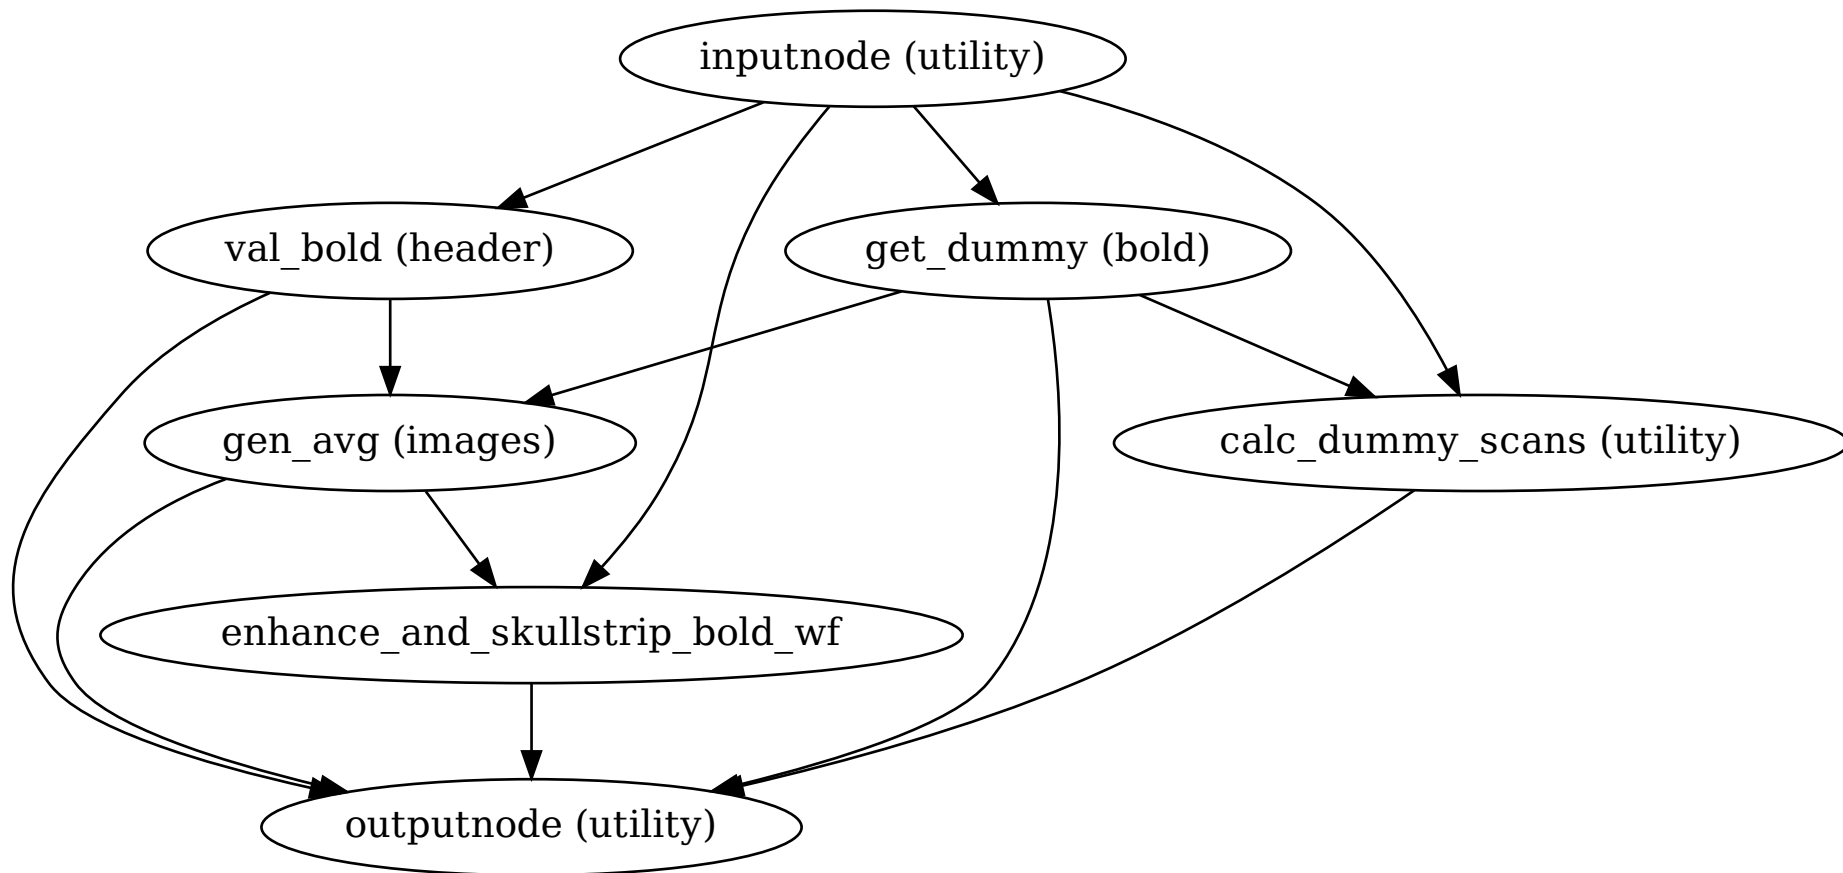 inputnode (utility)
val_bold (header)
get_dummy (bold)
gen_avg (images)
calc_dummy_scans (utility)
enhance_and_skullstrip_bold_wf
outputnode (utility)